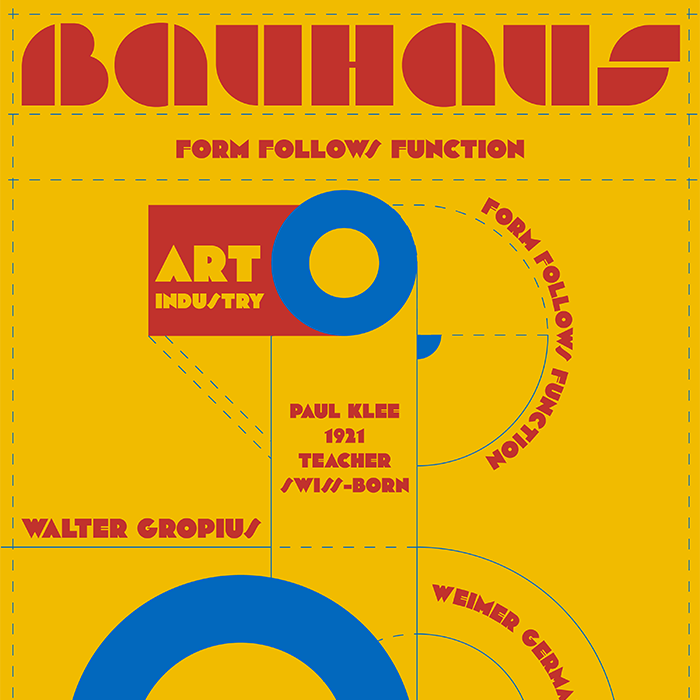 BAUHAUS
FORM FOLLOWS FUNCTION
ART
INDUSTRY
FORM FOLLOWS FUNCTION
PAUL KLEE
1921
TEACHER
SWISS-BORN
WALTER GROPIUS
WEIMER GERMA